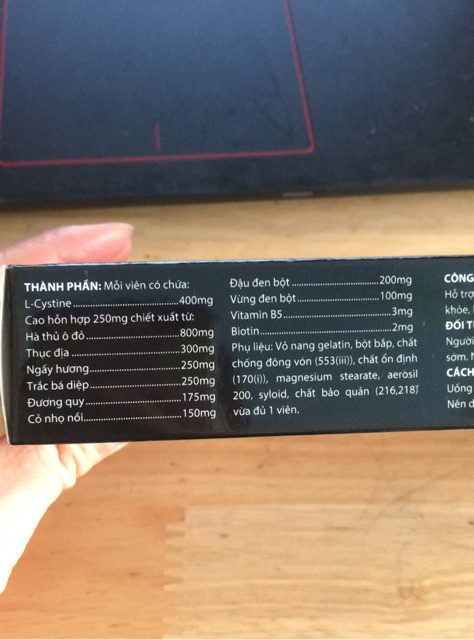 THÀNH PHẦN: Mỗi viên có chứa:
L-Cystine..........................400mg
Cao hỗn hợp 250mg chiết xuất từ:
Hà thủ ô đỏ..........................800mg
Thục địa..........................300mg
Ngấy hương..........................250mg
Trắc bá diệp..........................250mg
Đương quy..........................175mg
Cỏ nhọ nồi..........................150mg
Đậu đen bột..........................200mg
Vừng đen bột..........................100mg
Vitamin B5..........................3mg
Biotin..........................2mg
Phụ liệu: Vỏ nang gelatin, bột bắp, chất
chống đông vón (553(iii)), chất ổn định
(170(i)), magnesium stearate, aerosil
200, syloid, chất bảo quản (216,218)
vừa đủ 1 viên.
CÔNG
Hỗ trợ
khỏe,
ĐỐI T
Người
sớm.
CÁCH
Uống
Nên d